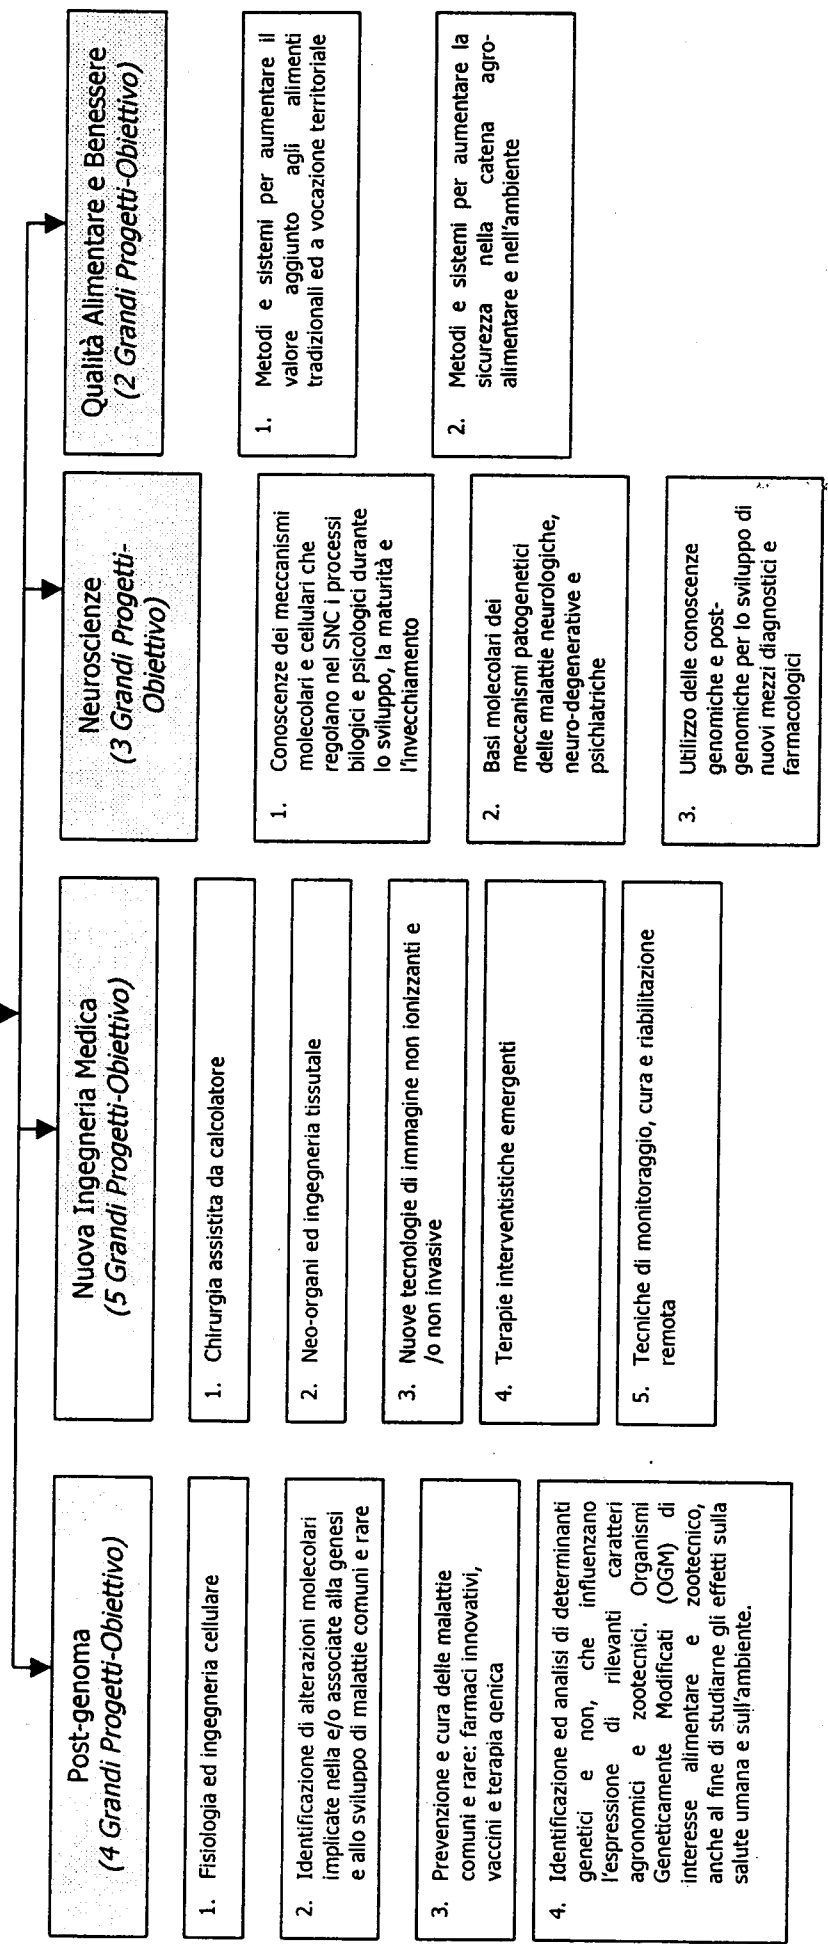 Post-genoma
(4 Grandi Progetti-Obiettivo)
1. Fisiologia ed ingegneria cellulare
2. Identificazione di alterazioni molecolari
implicate nella e/o associate alla genesi
e allo sviluppo di malattie comuni e rare
3. Prevenzione e cura delle malattie
comuni e rare: farmaci innovativi,
vaccini e terapia genica
4. Identificazione ed analisi di determinanti
genetici e non, che influenzano
l'espressione di rilevanti caratteri
agronomici e zootecnici. Organismi
Geneticamente Modificati (OGM) di
interesse alimentare e zootecnico,
anche al fine di studiarne gli effetti sulla
salute umana e sull'ambiente.
Nuova Ingegneria Medica
(5 Grandi Progetti-Obiettivo)
1. Chirurgia assistita da calcolatore
2. Neo-organi ed ingegneria tissutale
3. Nuove tecnologie di immagine non ionizzanti e
/o non invasive
4. Terapie interventistiche emergenti
5. Tecniche di monitoraggio, cura e riabilitazione
remota
Neuroscienze
(3 Grandi Progetti-
Obiettivo)
1. Conoscenze dei meccanismi
molecolari e cellulari che
regolano nel SNC i processi
bilogici e psicologici durante
lo sviluppo, la maturità e
l'invecchiamento
2. Basi molecolari dei
meccanismi patogenetici
delle malattie neurologiche,
neuro-degenerative e
psichiatriche
3. Utilizzo delle conoscenze
genomiche e post-
genomiche per lo sviluppo di
nuovi mezzi diagnostici e
farmacologici
Qualità Alimentare e Benessere
(2 Grandi Progetti-Obiettivo)
1. Metodi e sistemi per aumentare il
valore aggiunto agli alimenti
tradizionali ed a vocazione territoriale
2. Metodi e sistemi per aumentare la
sicurezza nella catena agro-
alimentare e nell'ambiente